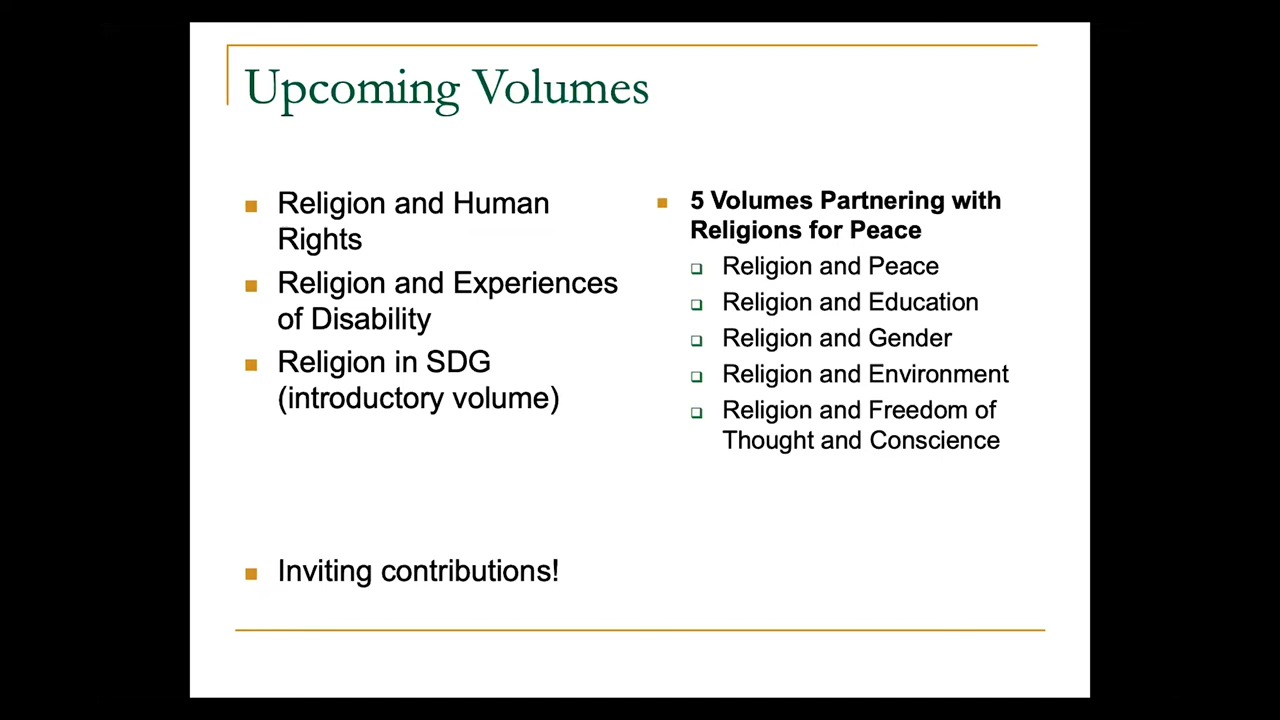 Upcoming Volumes
Religion and Human
Rights
Religion and Experiences
of Disability
Religion in SDG
(introductory volume)
Inviting contributions!
5 Volumes Partnering with
Religions for Peace
Religion and Peace
Religion and Education
Religion and Gender
Religion and Environment
Religion and Freedom of
Thought and Conscience